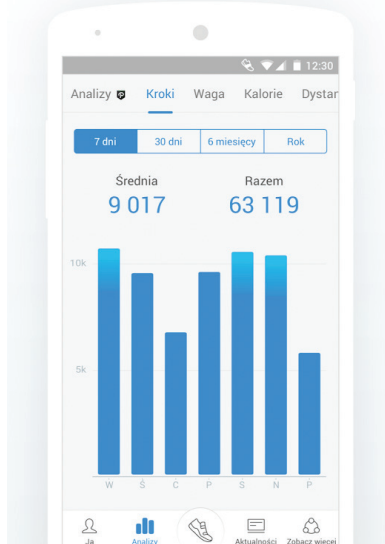 12:30
Analizy Kroki Waga Kalorie Dystan
7 dni 30 dni 6 miesięcy Rok
Średnia Razem
9 017 63 119
10k
5k
W Ś C P S N P
Ja Analizy Aktualności Zobacz więcej